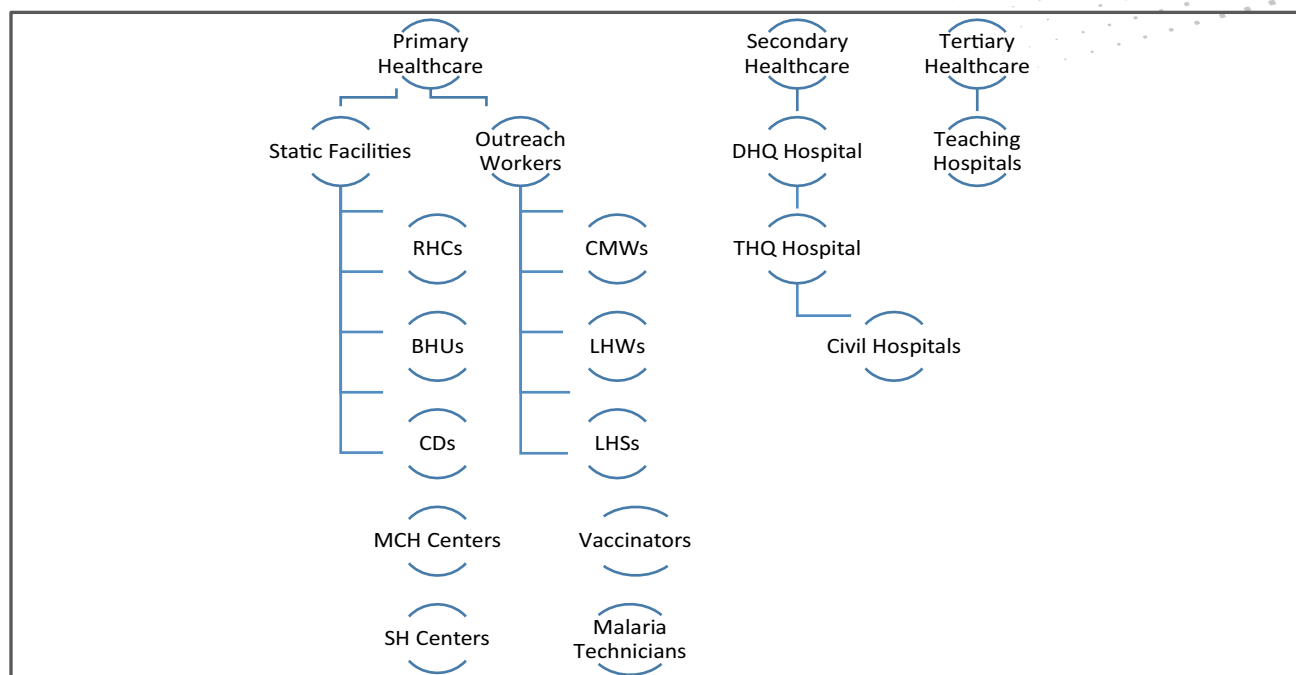 Primary
Healthcare
Secondary
Healthcare
Tertiary
Healthcare
Static Facilities
Outreach
Workers
DHQ Hospital
Teaching
Hospitals
RHCs
CMWs
THQ Hospital
BHUs
LHWs
Civil Hospitals
CDs
LHSs
MCH Centers
Vaccinators
SH Centers
Malaria
Technicians